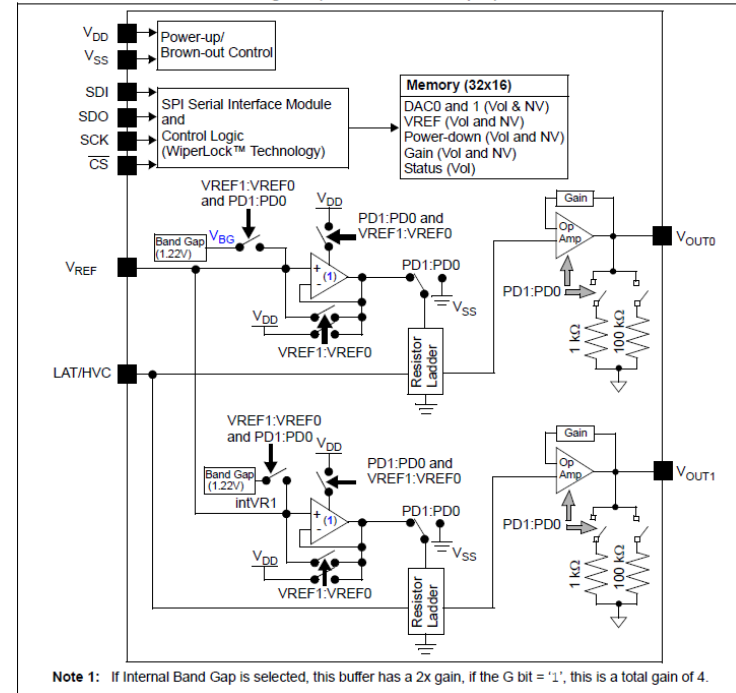 VDD
VSS
Power-up/
Brown-out Control
SDI
SDO
SCK
CS
SPI Serial Interface Module
and
Control Logic
(WiperLock™ Technology)
Memory (32x16)
DAC0 and 1 (Vol & NV)
VREF (Vol and NV)
Power-down (Vol and NV)
Gain (Vol and NV)
Status (Vol)
VREF1:VREF0
and PD1:PD0
VDD
PD1:PD0 and
VREF1:VREF0
VBG
Band Gap
(1.22V)
VREF
+
-
(1)
PD1:PD0
VSS
VDD
VREF1:VREF0
Resistor
Ladder
Gain
Op
Amp
VOUT0
PD1:PD0
1 kΩ
100 kΩ
LAT/HVC
VREF1:VREF0
and PD1:PD0
VDD
PD1:PD0 and
VREF1:VREF0
Band Gap
(1.22V)
intVR1
+
-
(1)
PD1:PD0
VSS
VDD
VREF1:VREF0
Resistor
Ladder
Gain
Op
Amp
VOUT1
PD1:PD0
1 kΩ
100 kΩ
Note 1: If Internal Band Gap is selected, this buffer has a 2x gain, if the G bit = '1', this is a total gain of 4.